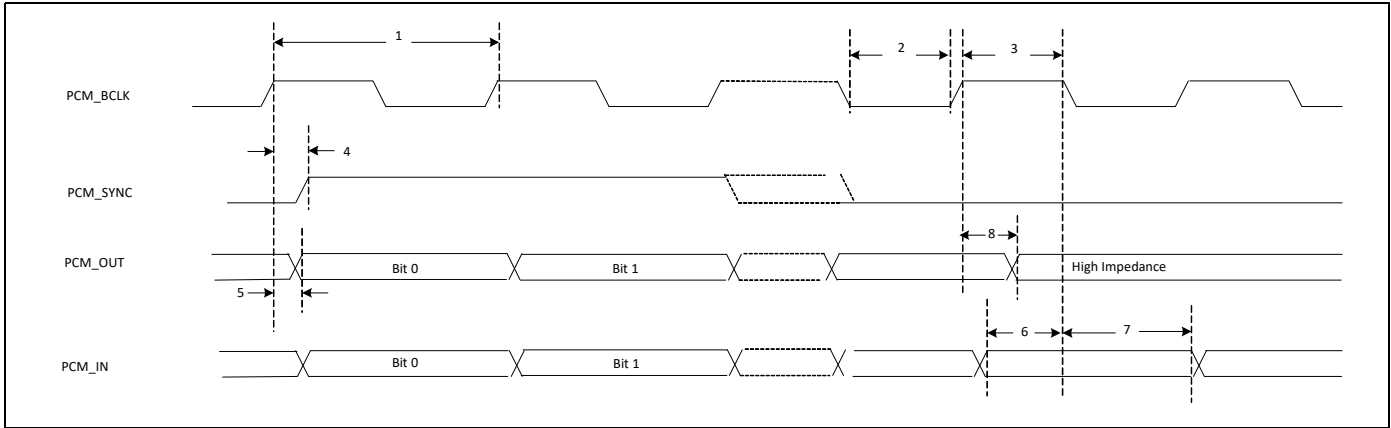 1
2
3
PCM_BCLK
4
PCM_SYNC
8
PCM_OUT
Bit 0
Bit 1
High Impedance
5
6
7
PCM_IN
Bit 0
Bit 1